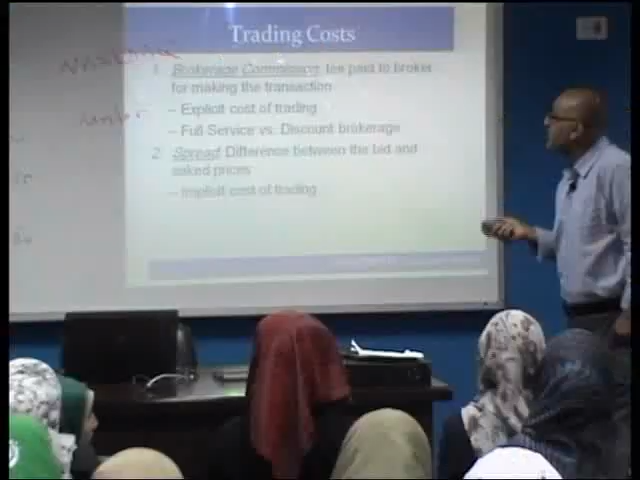 Trading Costs
1. Brokerage Commission: fee paid to broker
for making the transaction
– Explicit cost of trading
– Full Service vs. Discount brokerage
2. Spread: Difference between the bid and
asked prices
– Implicit cost of trading